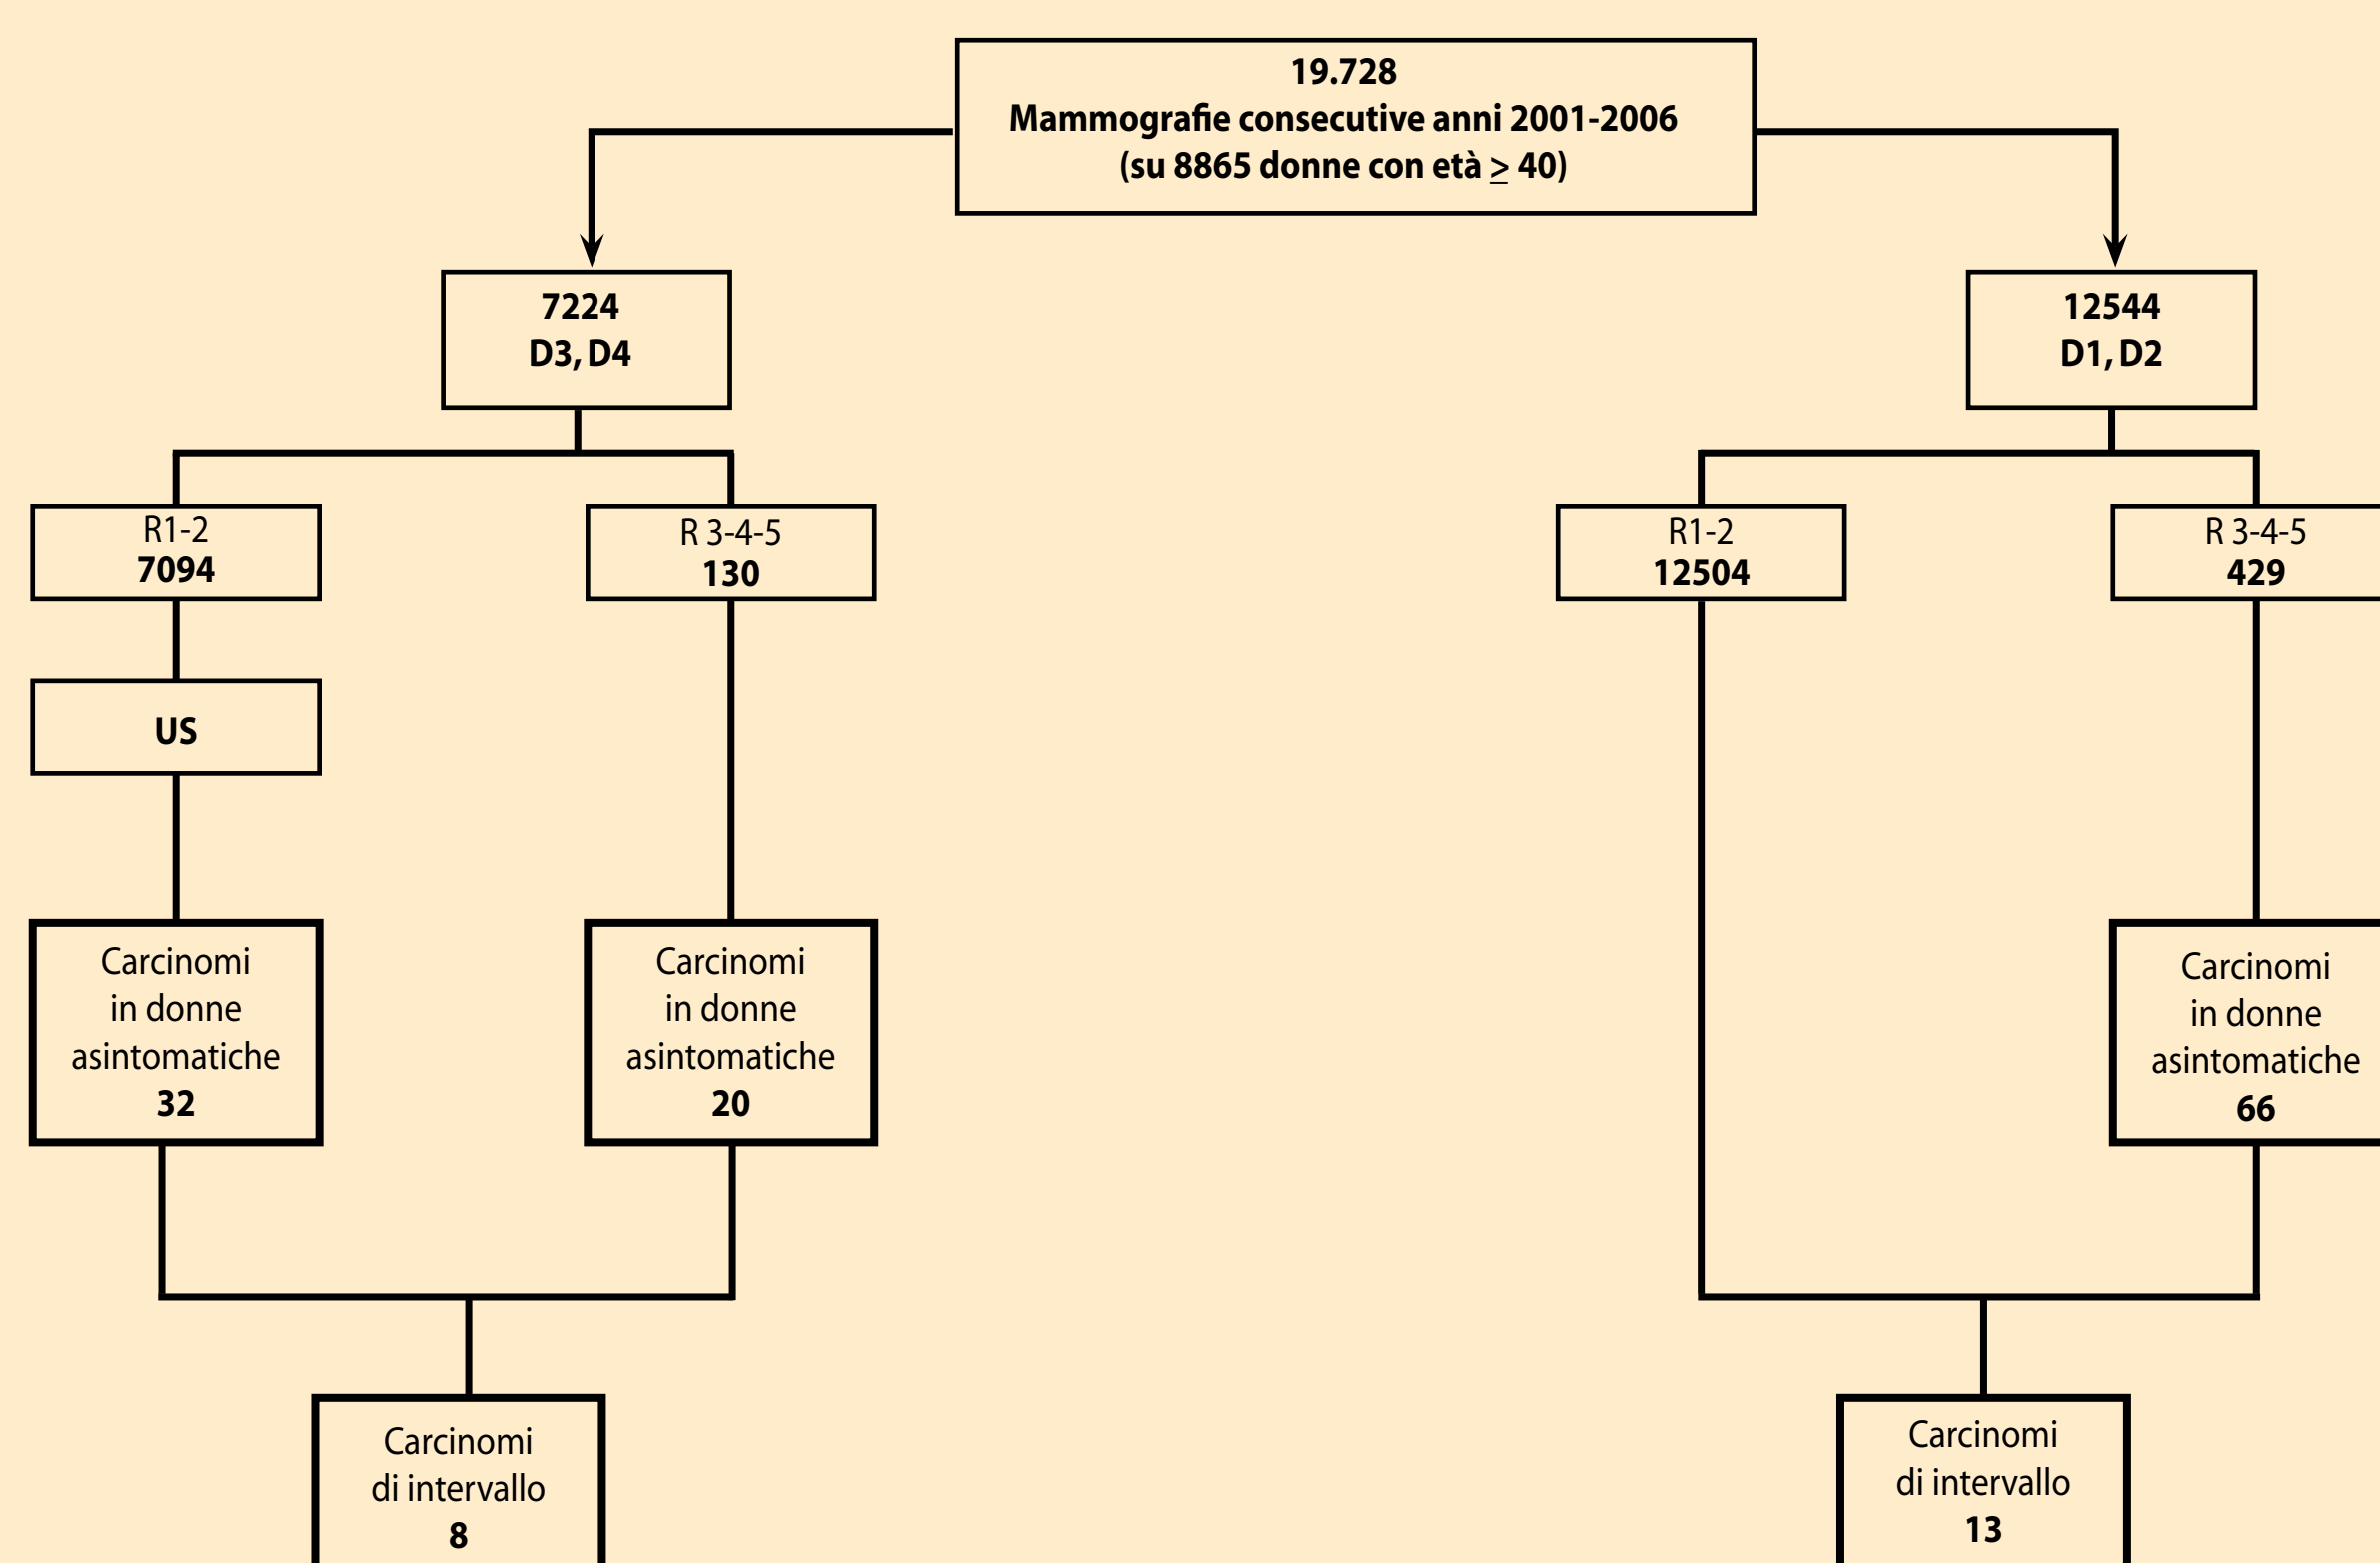 19.728
Mammografie consecutive anni 2001-2006
(su 8865 donne con età ≥ 40)
7224
D3, D4
12544
D1, D2
R1-2
7094
R 3-4-5
130
R1-2
12504
R 3-4-5
429
US
Carcinomi
in donne
asintomatiche
32
Carcinomi
in donne
asintomatiche
20
Carcinomi
in donne
asintomatiche
66
Carcinomi
di intervallo
8
Carcinomi
di intervallo
13